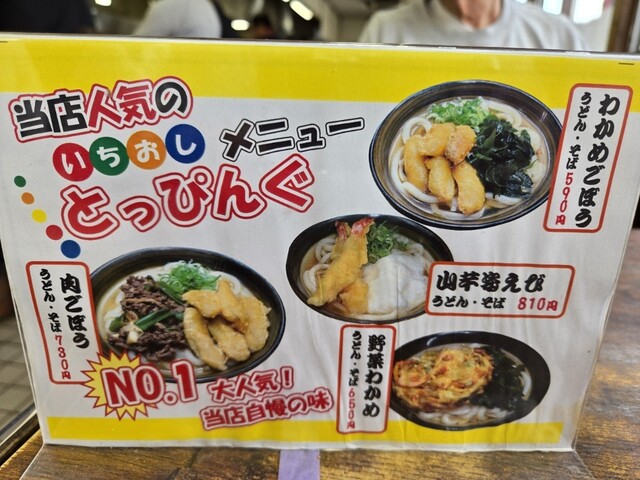 当店人気の
いちおし
メニュー
とっぴんぐ
わかめごぼう
うどん・そば590円
山芋岩えび
うどん・そば 810円
肉ごぼう
うどん・そば730円
野菜わかめ
うどん・そば650円
NO.1
大人気!
当店自慢の味